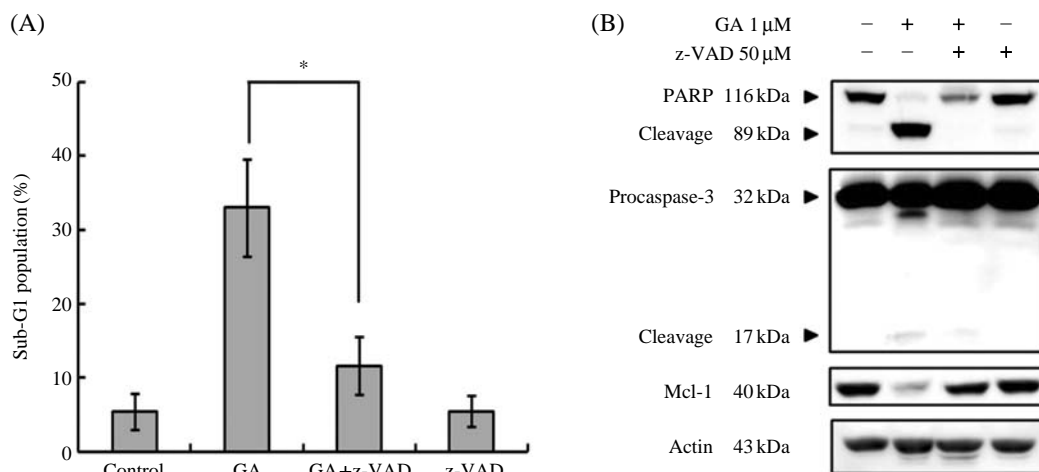 (A)
*
50
40
30
20
10
0
Sub-G1 population (%)
Control GA GA+z-VAD z-VAD
(B)
GA 1 μM − + + −
z-VAD 50 μM − − + +
PARP 116 kDa
Cleavage 89 kDa
Procaspase-3 32 kDa
Cleavage 17 kDa
Mcl-1 40 kDa
Actin 43 kDa